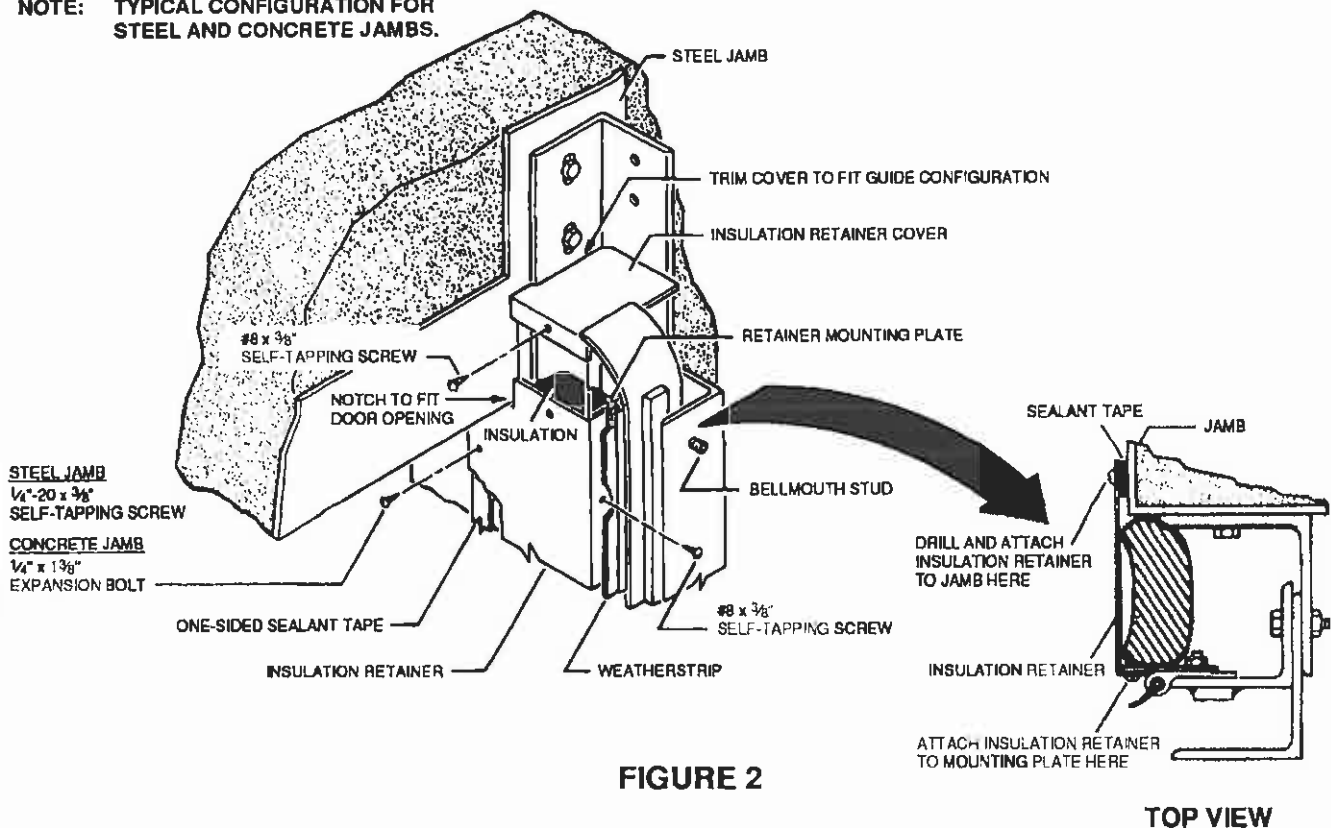 NOTE: TYPICAL CONFIGURATION FOR
STEEL AND CONCRETE JAMBS.
STEEL JAMB
TRIM COVER TO FIT GUIDE CONFIGURATION
INSULATION RETAINER COVER
#8 x 3/8"
SELF-TAPPING SCREW
RETAINER MOUNTING PLATE
NOTCH TO FIT
DOOR OPENING
INSULATION
SEALANT TAPE
JAMB
STEEL JAMB
1/4"-20 x 3/8"
SELF-TAPPING SCREW
CONCRETE JAMB
1/4" x 1 3/8"
EXPANSION BOLT
BELLMOUTH STUD
DRILL AND ATTACH
INSULATION RETAINER
TO JAMB HERE
ONE-SIDED SEALANT TAPE
#8 x 3/8"
SELF-TAPPING SCREW
INSULATION RETAINER
WEATHERSTRIP
INSULATION RETAINER
ATTACH INSULATION RETAINER
TO MOUNTING PLATE HERE
FIGURE 2
TOP VIEW